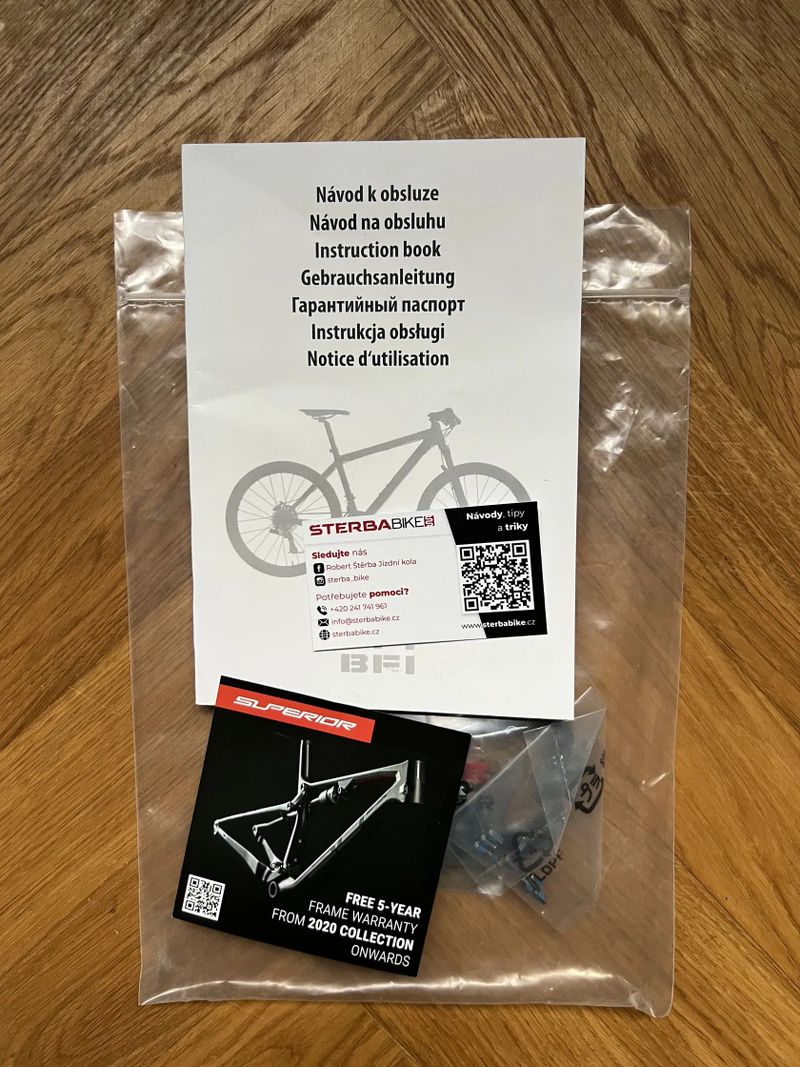 Návod k obsluze
Návod na obsluhu
Instruction book
Gebrauchsanleitung
Гарантийный паспорт
Instrukcja obsługi
Notice d‘utilisation
STERBABIKE
Návody, tipy
a triky
Sledujte nás
Robert Štěrba Jízdní kola
sterba_bike
Potřebujete pomoci?
+420 241 741 961
info@sterbabike.cz
sterbabike.cz
www.sterbabike.cz
BFI
SUPERIOR
FREE 5-YEAR
FRAME WARRANTY
FROM 2020 COLLECTION
ONWARDS
LDPE